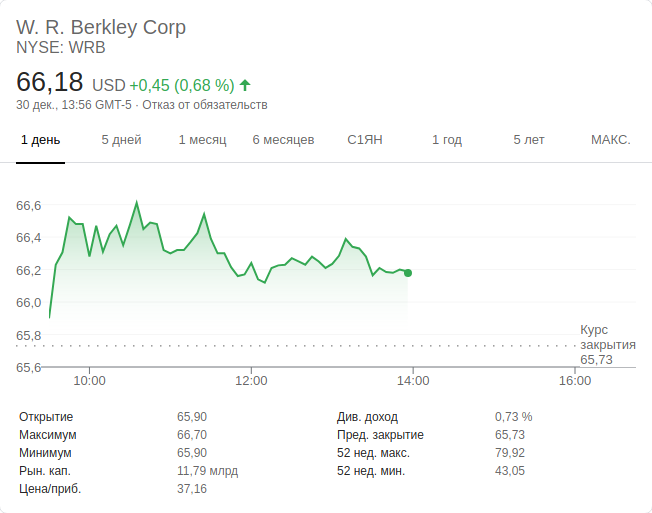 W. R. Berkley Corp
NYSE: WRB
66,18 USD +0,45 (0,68 %)
30 дек., 13:56 GMT-5 · Отказ от обязательств
1 день 5 дней 1 месяц 6 месяцев С1ЯН 1 год 5 лет МАКС.
66,6
66,4
66,2
66,0
65,8
65,6
Курс
закрытия
65,73
10:00 12:00 14:00 16:00
Открытие 65,90
Максимум 66,70
Минимум 65,90
Рын. кап. 11,79 млрд
Цена/приб. 37,16
Див. доход 0,73 %
Пред. закрытие 65,73
52 нед. макс. 79,92
52 нед. мин. 43,05